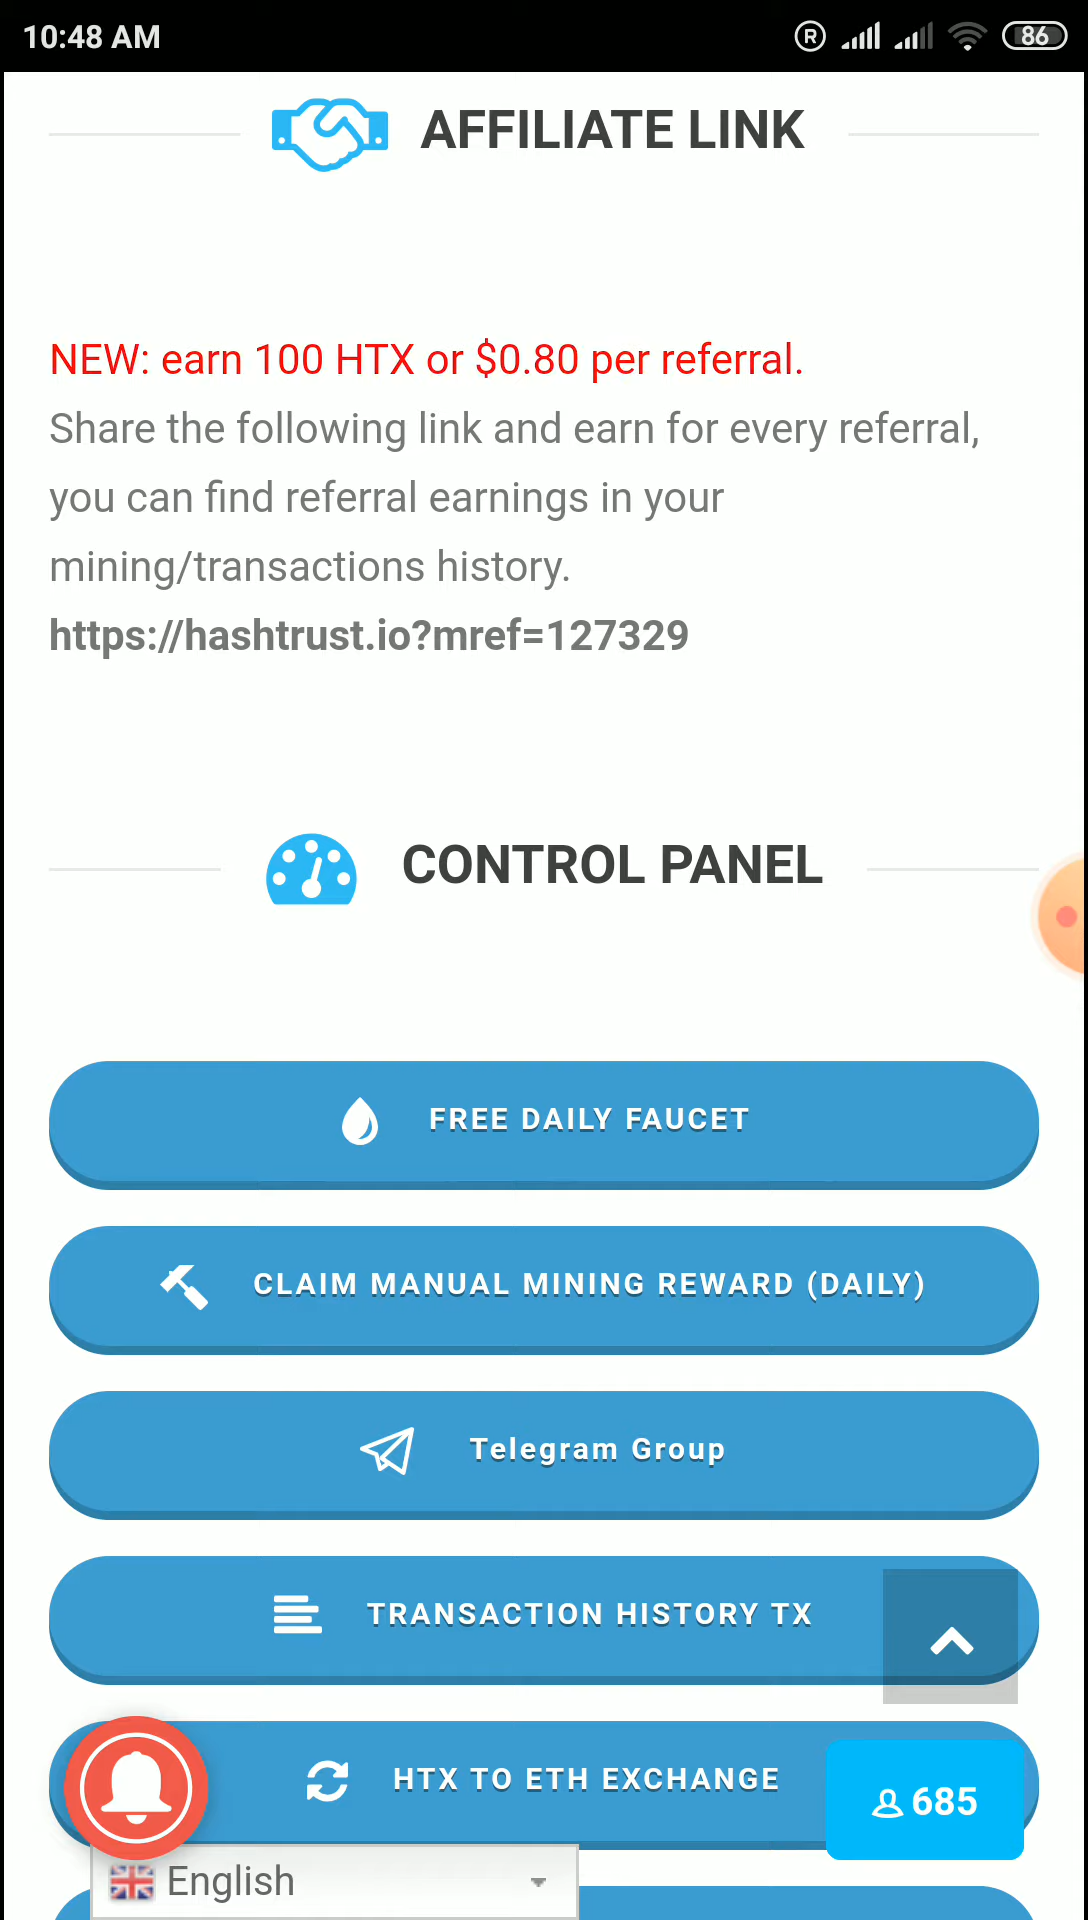 10:48 AM
R
86
AFFILIATE LINK
NEW: earn 100 HTX or $0.80 per referral.
Share the following link and earn for every referral,
you can find referral earnings in your
mining/transactions history.
https://hashtrust.io?mref=127329
CONTROL PANEL
FREE DAILY FAUCET
CLAIM MANUAL MINING REWARD (DAILY)
Telegram Group
TRANSACTION HISTORY TX
HTX TO ETH EXCHANGE
685
English